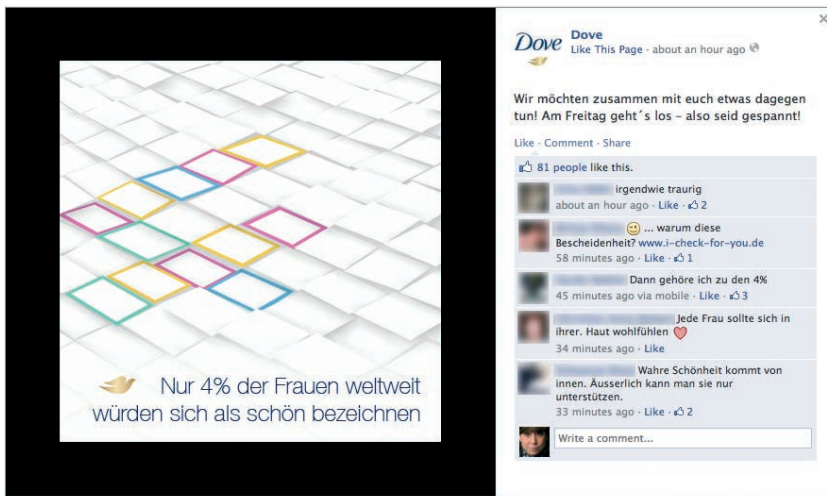 Nur 4% der Frauen weltweit
würden sich als schön bezeichnen
Dove
Dove
Like This Page · about an hour ago
Wir möchten zusammen mit euch etwas dagegen
tun! Am Freitag geht´s los – also seid gespannt!
Like · Comment · Share
81 people like this.
irgendwie traurig
about an hour ago · Like · 2
... warum diese
Bescheidenheit? www.i-check-for-you.de
58 minutes ago · Like · 1
Dann gehöre ich zu den 4%
45 minutes ago via mobile · Like · 3
Jede Frau sollte sich in
ihrer. Haut wohlfühlen
34 minutes ago · Like
Wahre Schönheit kommt von
innen. Äusserlich kann man sie nur
unterstützen.
33 minutes ago · Like · 2
Write a comment...